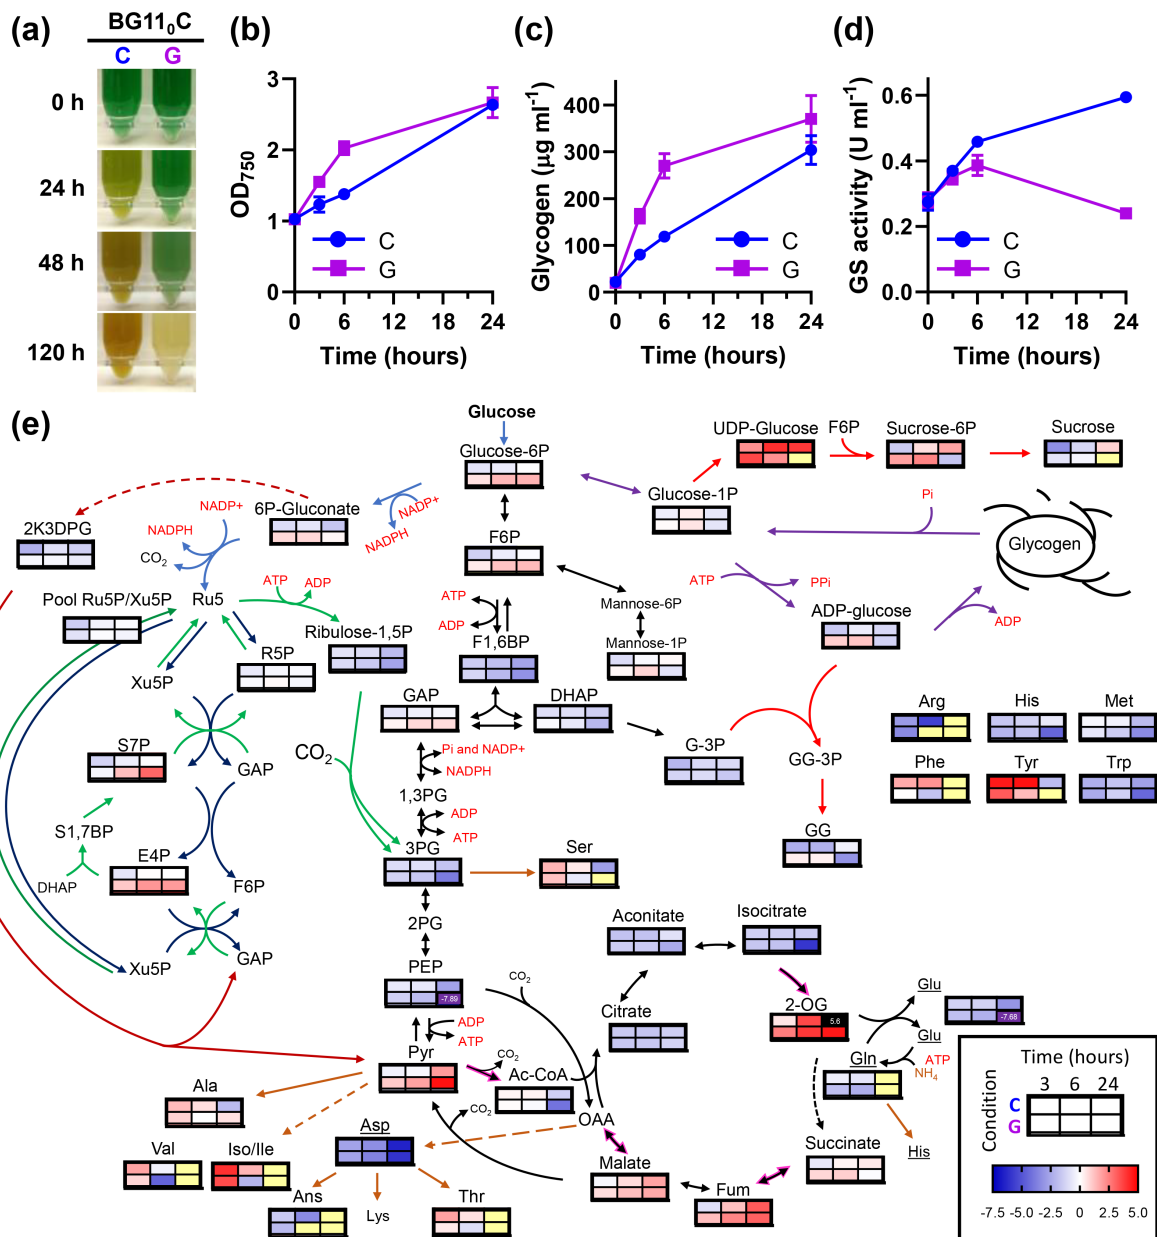 (a)
BG11₀C
C G
0 h
24 h
48 h
120 h
(b)
OD₇₅₀
3
2
1
0
C
G
0 6 12 18 24
Time (hours)
(c)
Glycogen (µg ml⁻¹)
400
300
200
100
0
C
G
0 6 12 18 24
Time (hours)
(d)
GS activity (U ml⁻¹)
0.6
0.4
0.2
0.0
C
G
0 6 12 18 24
Time (hours)
(e)
Glucose
Glucose-6P
UDP-Glucose
F6P
Sucrose-6P
Sucrose
Glucose-1P
Pi
Glycogen
NADP+
NADPH
6P-Gluconate
NADP+
NADPH
2K3DPG
CO₂
F6P
ATP
PPi
ADP-glucose
ADP
Pool Ru5P/Xu5P
Ru5
ATP
ADP
Ribulose-1,5P
ATP
ADP
F1,6BP
Mannose-6P
Mannose-1P
R5P
Xu5P
GAP
DHAP
G-3P
GG-3P
GG
Arg
His
Met
Phe
Tyr
Trp
S7P
GAP
CO₂
Pi and NADP+
NADPH
1,3PG
ADP
ATP
3PG
Ser
S1,7BP
DHAP
E4P
F6P
2PG
PEP
-7.89
Xu5P
GAP
CO₂
Aconitate
Isocitrate
Citrate
2-OG
5.6
Glu
Glu
-7.68
Gln
ATP
NH₄
His
ADP
ATP
Pyr
CO₂
Ac-CoA
CO₂
OAA
Ala
Val
Iso/Ile
Asp
Ans
Lys
Thr
Malate
Fum
Succinate
Time (hours)
3 6 24
Condition
C
G
-7.5 -5.0 -2.5 0 2.5 5.0